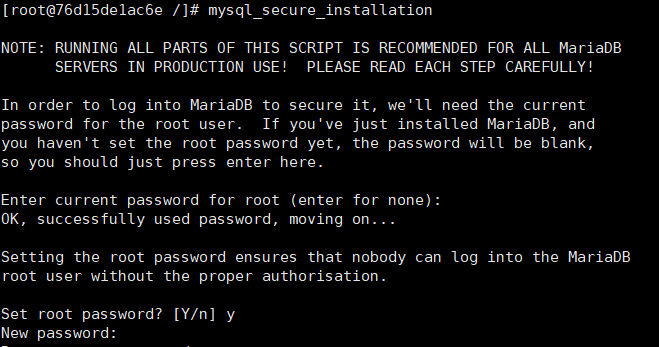 [root@76d15de1ac6e /]# mysql_secure_installation
NOTE: RUNNING ALL PARTS OF THIS SCRIPT IS RECOMMENDED FOR ALL MariaDB
SERVERS IN PRODUCTION USE!  PLEASE READ EACH STEP CAREFULLY!
In order to log into MariaDB to secure it, we'll need the current
password for the root user.  If you've just installed MariaDB, and
you haven't set the root password yet, the password will be blank,
so you should just press enter here.
Enter current password for root (enter for none):
OK, successfully used password, moving on...
Setting the root password ensures that nobody can log into the MariaDB
root user without the proper authorisation.
Set root password? [Y/n] y
New password: